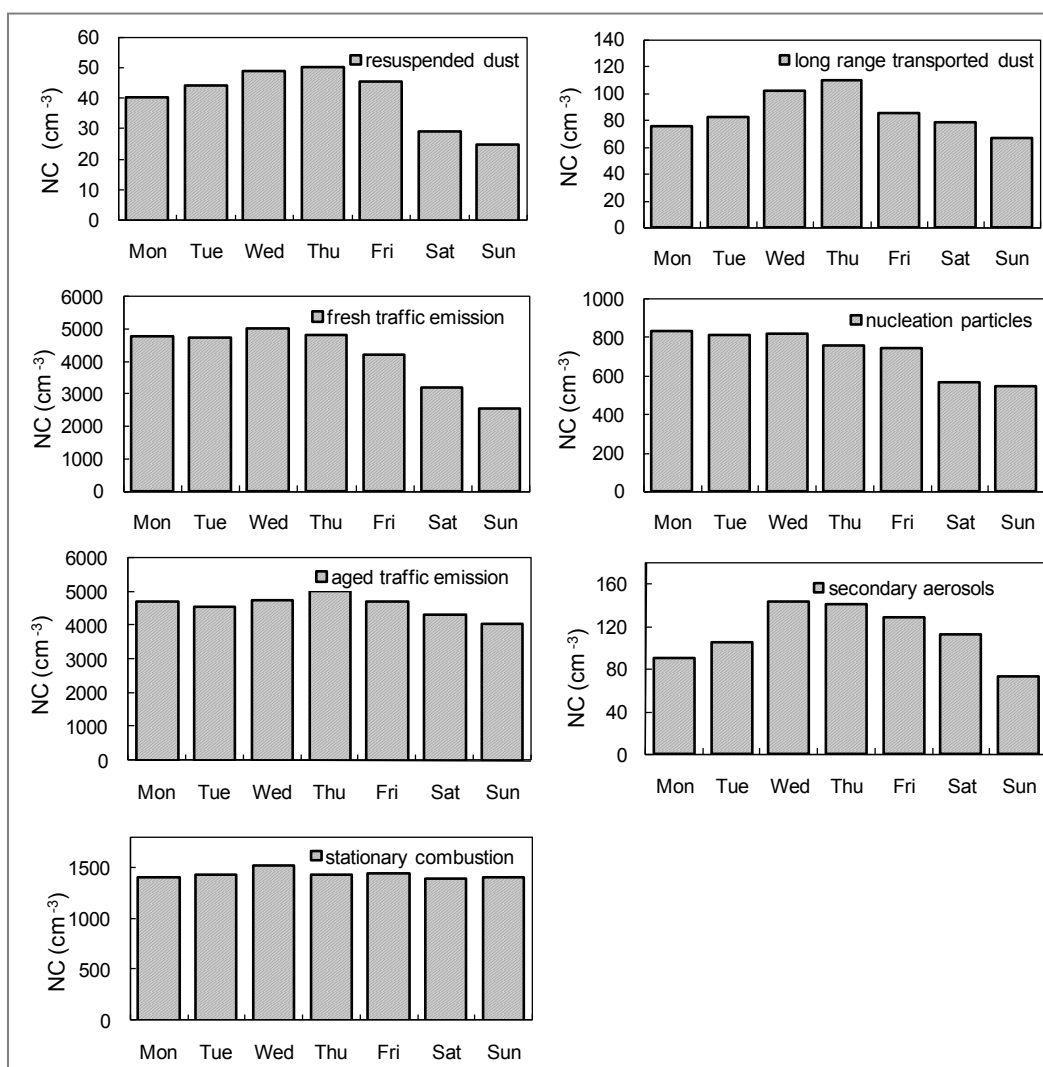 60
50
40
30
20
10
0
NC (cm⁻³)
resuspended dust
Mon Tue Wed Thu Fri Sat Sun
140
120
100
80
60
40
20
0
NC (cm⁻³)
long range transported dust
Mon Tue Wed Thu Fri Sat Sun
6000
5000
4000
3000
2000
1000
0
NC (cm⁻³)
fresh traffic emission
Mon Tue Wed Thu Fri Sat Sun
1000
800
600
400
200
0
NC (cm⁻³)
nucleation particles
Mon Tue Wed Thu Fri Sat Sun
6000
5000
4000
3000
2000
1000
0
NC (cm⁻³)
aged traffic emission
Mon Tue Wed Thu Fri Sat Sun
160
120
80
40
0
NC (cm⁻³)
secondary aerosols
Mon Tue Wed Thu Fri Sat Sun
1500
1000
500
0
NC (cm⁻³)
stationary combustion
Mon Tue Wed Thu Fri Sat Sun